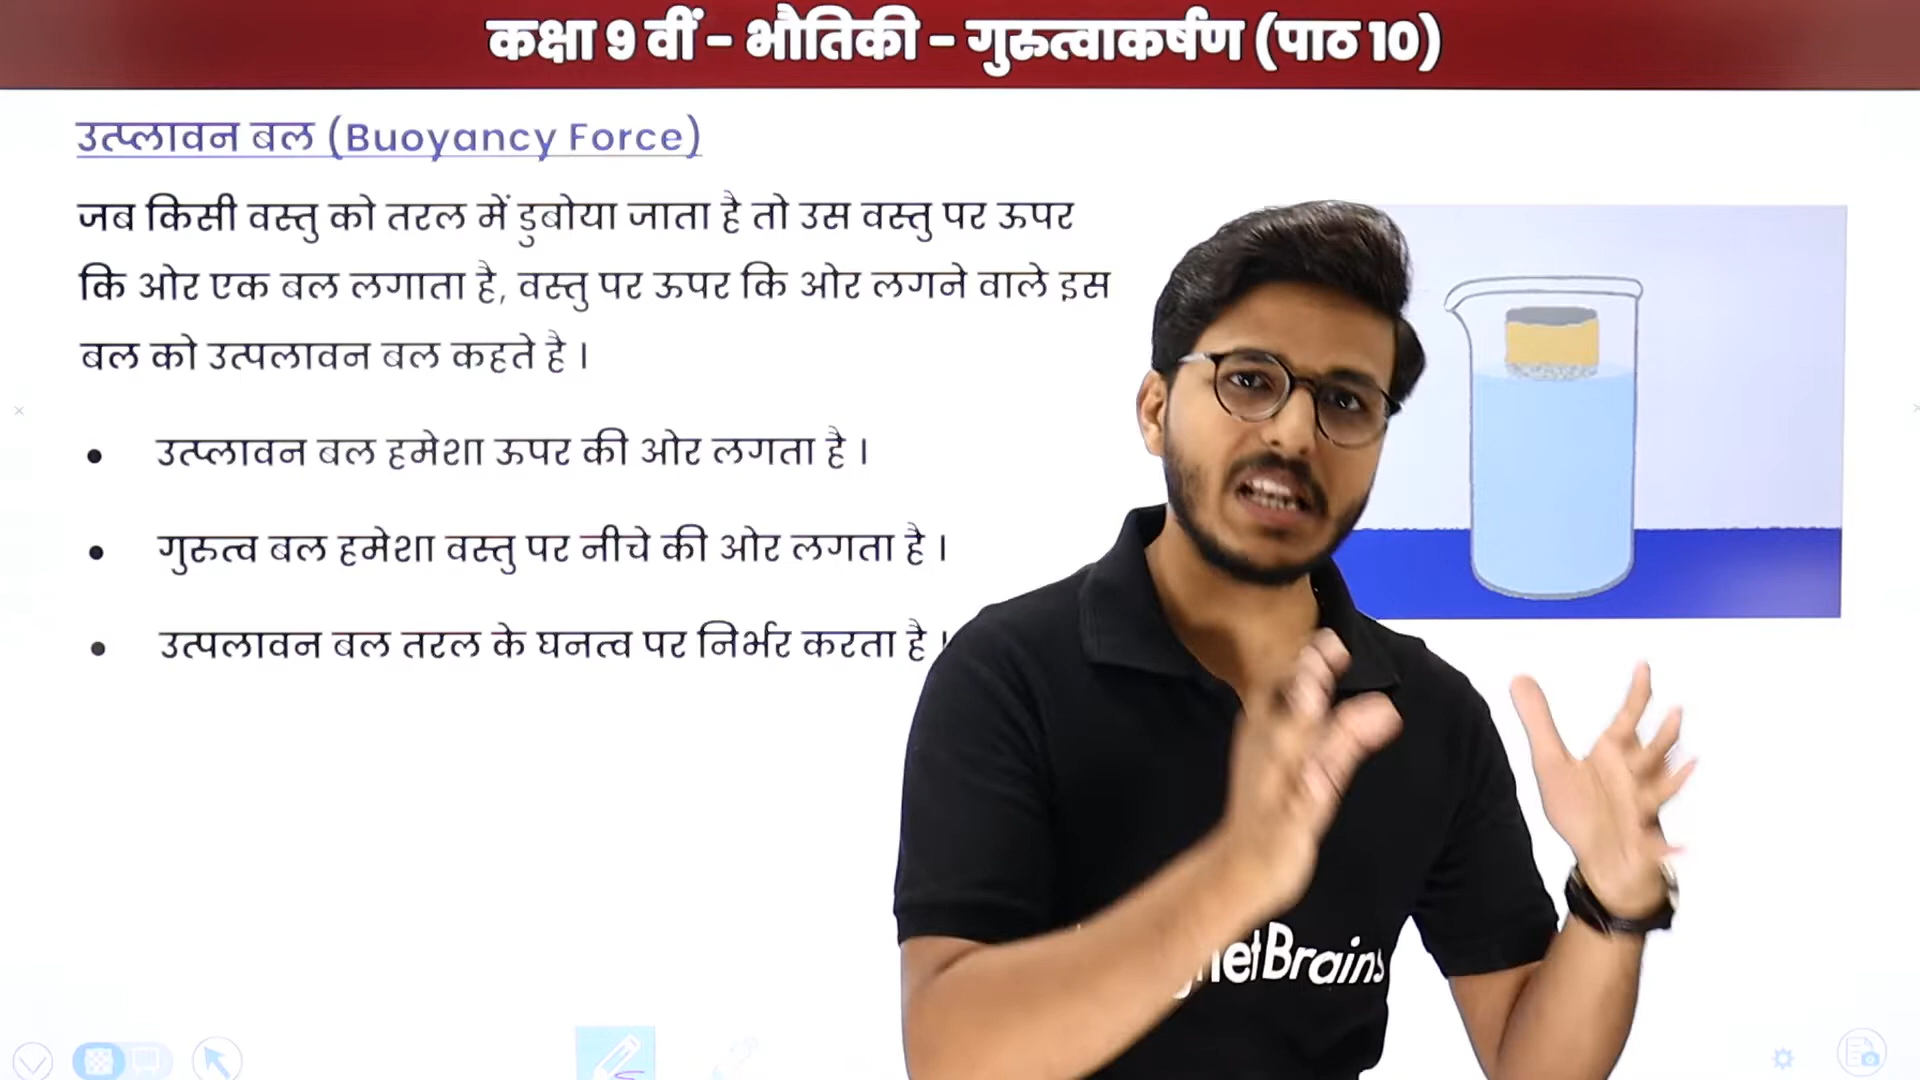 कक्षा 9 वीं - भौतिकी - गुरुत्वाकर्षण (पाठ 10)
उत्प्लावन बल (Buoyancy Force)
जब किसी वस्तु को तरल में डुबोया जाता है तो उस वस्तु पर ऊपर
कि ओर एक बल लगाता है, वस्तु पर ऊपर कि ओर लगने वाले इस
बल को उत्पलावन बल कहते है ।
• उत्प्लावन बल हमेशा ऊपर की ओर लगता है ।
• गुरुत्व बल हमेशा वस्तु पर नीचे की ओर लगता है ।
• उत्पलावन बल तरल के घनत्व पर निर्भर करता है ।
netBrains